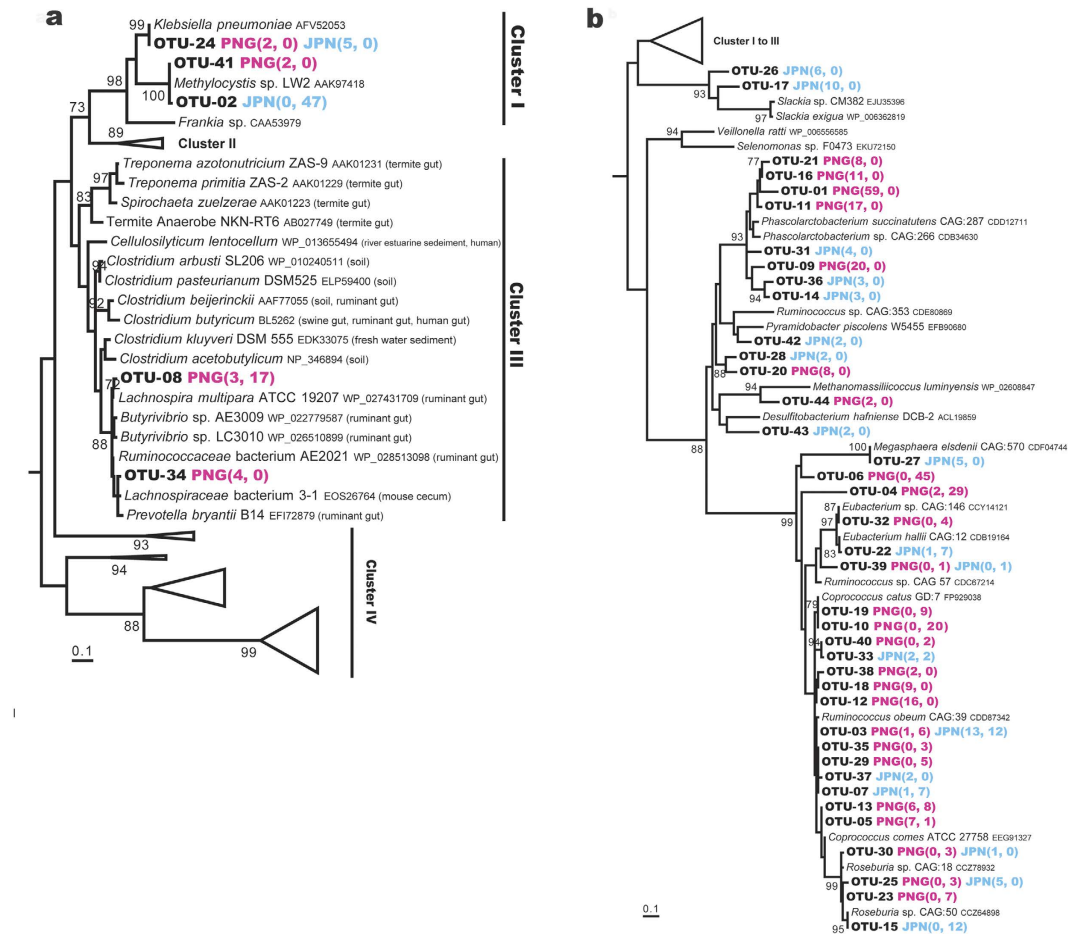 a
99
Klebsiella pneumoniae AFV52053
OTU-24 PNG(2, 0) JPN(5, 0)
OTU-41 PNG(2, 0)
98
Methylocystis sp. LW2 AAK97418
100
OTU-02 JPN(0, 47)
73
Frankia sp. CAA53979
89
Cluster II
Cluster I
Treponema azotonutricium ZAS-9 AAK01231 (termite gut)
97
Treponema primitia ZAS-2 AAK01229 (termite gut)
83
Spirochaeta zuelzerae AAK01223 (termite gut)
Termite Anaerobe NKN-RT6 AB027749 (termite gut)
Cellulosilyticum lentocellum WP_013655494 (river estuarine sedeiment, human)
94
Clostridium arbusti SL206 WP_010240511 (soil)
Clostridium pasteurianum DSM525 ELP59400 (soil)
92
Clostridium beijerinckii AAF77055 (soil, ruminant gut)
Clostridium butyricum BL5262 (swine gut, ruminant gut, human gut)
Clostridium kluyveri DSM 555 EDK33075 (fresh water sediment)
Clostridium acetobutylicum NP_346894 (soil)
72
OTU-08 PNG(3, 17)
Lachnospira multipara ATCC 19207 WP_027431709 (ruminant gut)
Butyrivibrio sp. AE3009 WP_022779587 (ruminant gut)
88
Butyrivibrio sp. LC3010 WP_026510899 (ruminant gut)
Ruminococcaceae bacterium AE2021 WP_028513098 (ruminant gut)
OTU-34 PNG(4, 0)
Lachnospiraceae bacterium 3-1 EOS26764 (mouse cecum)
Prevotella bryantii B14 EFI72879 (ruminant gut)
Cluster III
93
94
88
99
Cluster IV
0.1
b
Cluster I to III
OTU-26 JPN(6, 0)
OTU-17 JPN(10, 0)
93
Slackia sp. CM382 EJU35396
97
Slackia exigua WP_006362819
94
Veillonella ratti WP_006556585
Selenomonas sp. F0473 EKU72150
77
OTU-21 PNG(8, 0)
OTU-16 PNG(11, 0)
OTU-01 PNG(59, 0)
OTU-11 PNG(17, 0)
Phascolarctobacterium succinatutens CAG:287 CDD12711
93
Phascolarctobacterium sp. CAG:266 CDB34630
OTU-31 JPN(4, 0)
OTU-09 PNG(20, 0)
OTU-36 JPN(3, 0)
94
OTU-14 JPN(3, 0)
Ruminococcus sp. CAG:353 CDE80869
Pyramidobacter piscolens W5455 EFB90680
OTU-42 JPN(2, 0)
OTU-28 JPN(2, 0)
88
OTU-20 PNG(8, 0)
94
Methanomassiliicoccus luminyensis WP_02608847
OTU-44 PNG(2, 0)
Desulfitobacterium hafniense DCB-2 ACL19859
OTU-43 JPN(2, 0)
88
100
Megasphaera elsdenii CAG:570 CDF04744
OTU-27 JPN(5, 0)
OTU-06 PNG(0, 45)
OTU-04 PNG(2, 29)
99
87
Eubacterium sp. CAG:146 CCY14121
97
OTU-32 PNG(0, 4)
Eubacterium hallii CAG:12 CDB19164
83
OTU-22 JPN(1, 7)
OTU-39 PNG(0, 1) JPN(0, 1)
Ruminococcus sp. CAG 57 CDC67214
Coprococcus catus GD:7 FP929038
79
OTU-19 PNG(0, 9)
OTU-10 PNG(0, 20)
94
OTU-40 PNG(0, 2)
OTU-33 JPN(2, 2)
OTU-38 PNG(2, 0)
OTU-18 PNG(9, 0)
OTU-12 PNG(16, 0)
Ruminococcus obeum CAG:39 CDD87342
OTU-03 PNG(1, 6) JPN(13, 12)
OTU-35 PNG(0, 3)
OTU-29 PNG(0, 5)
OTU-37 JPN(2, 0)
OTU-07 JPN(1, 7)
OTU-13 PNG(6, 8)
OTU-05 PNG(7, 1)
Coprococcus comes ATCC 27758 EEG91327
OTU-30 PNG(0, 3) JPN(1, 0)
Roseburia sp. CAG:18 CCZ78932
99
OTU-25 PNG(0, 3) JPN(5, 0)
OTU-23 PNG(0, 7)
Roseburia sp. CAG:50 CCZ64898
95
OTU-15 JPN(0, 12)
0.1